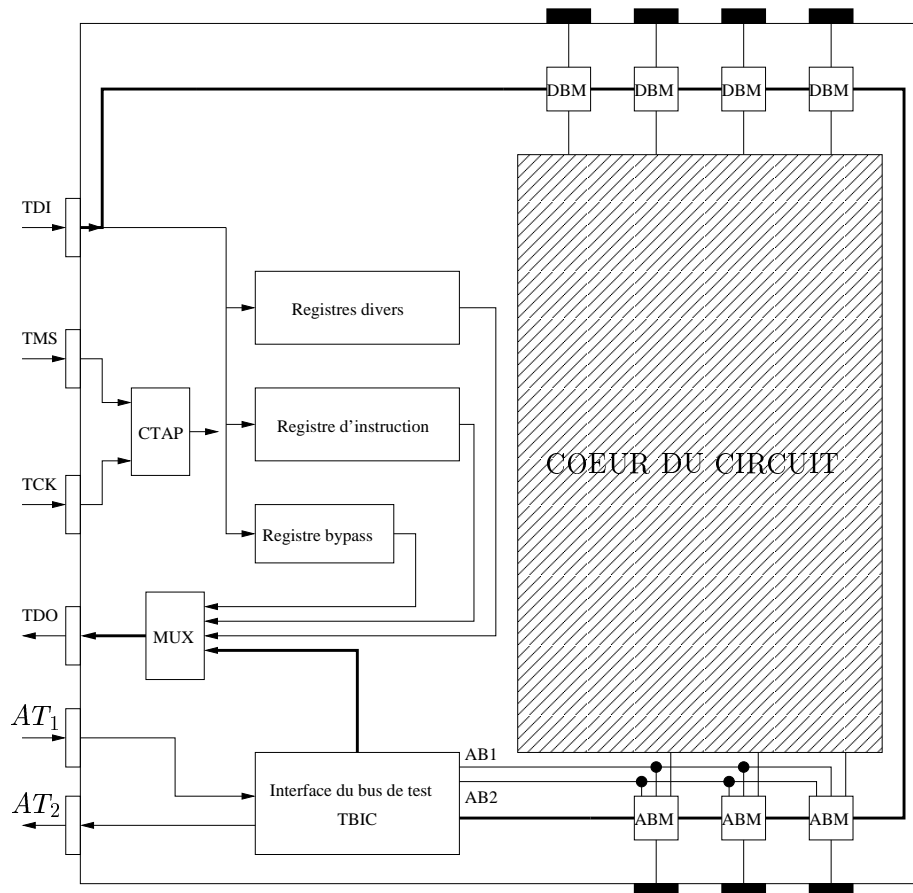 DBM DBM DBM DBM
TDI
Registres divers
TMS
Registre d'instruction
CTAP
COEUR DU CIRCUIT
TCK
Registre bypass
TDO
MUX
AT1
AB1
Interface du bus de test
TBIC
AB2
AT2
ABM ABM ABM